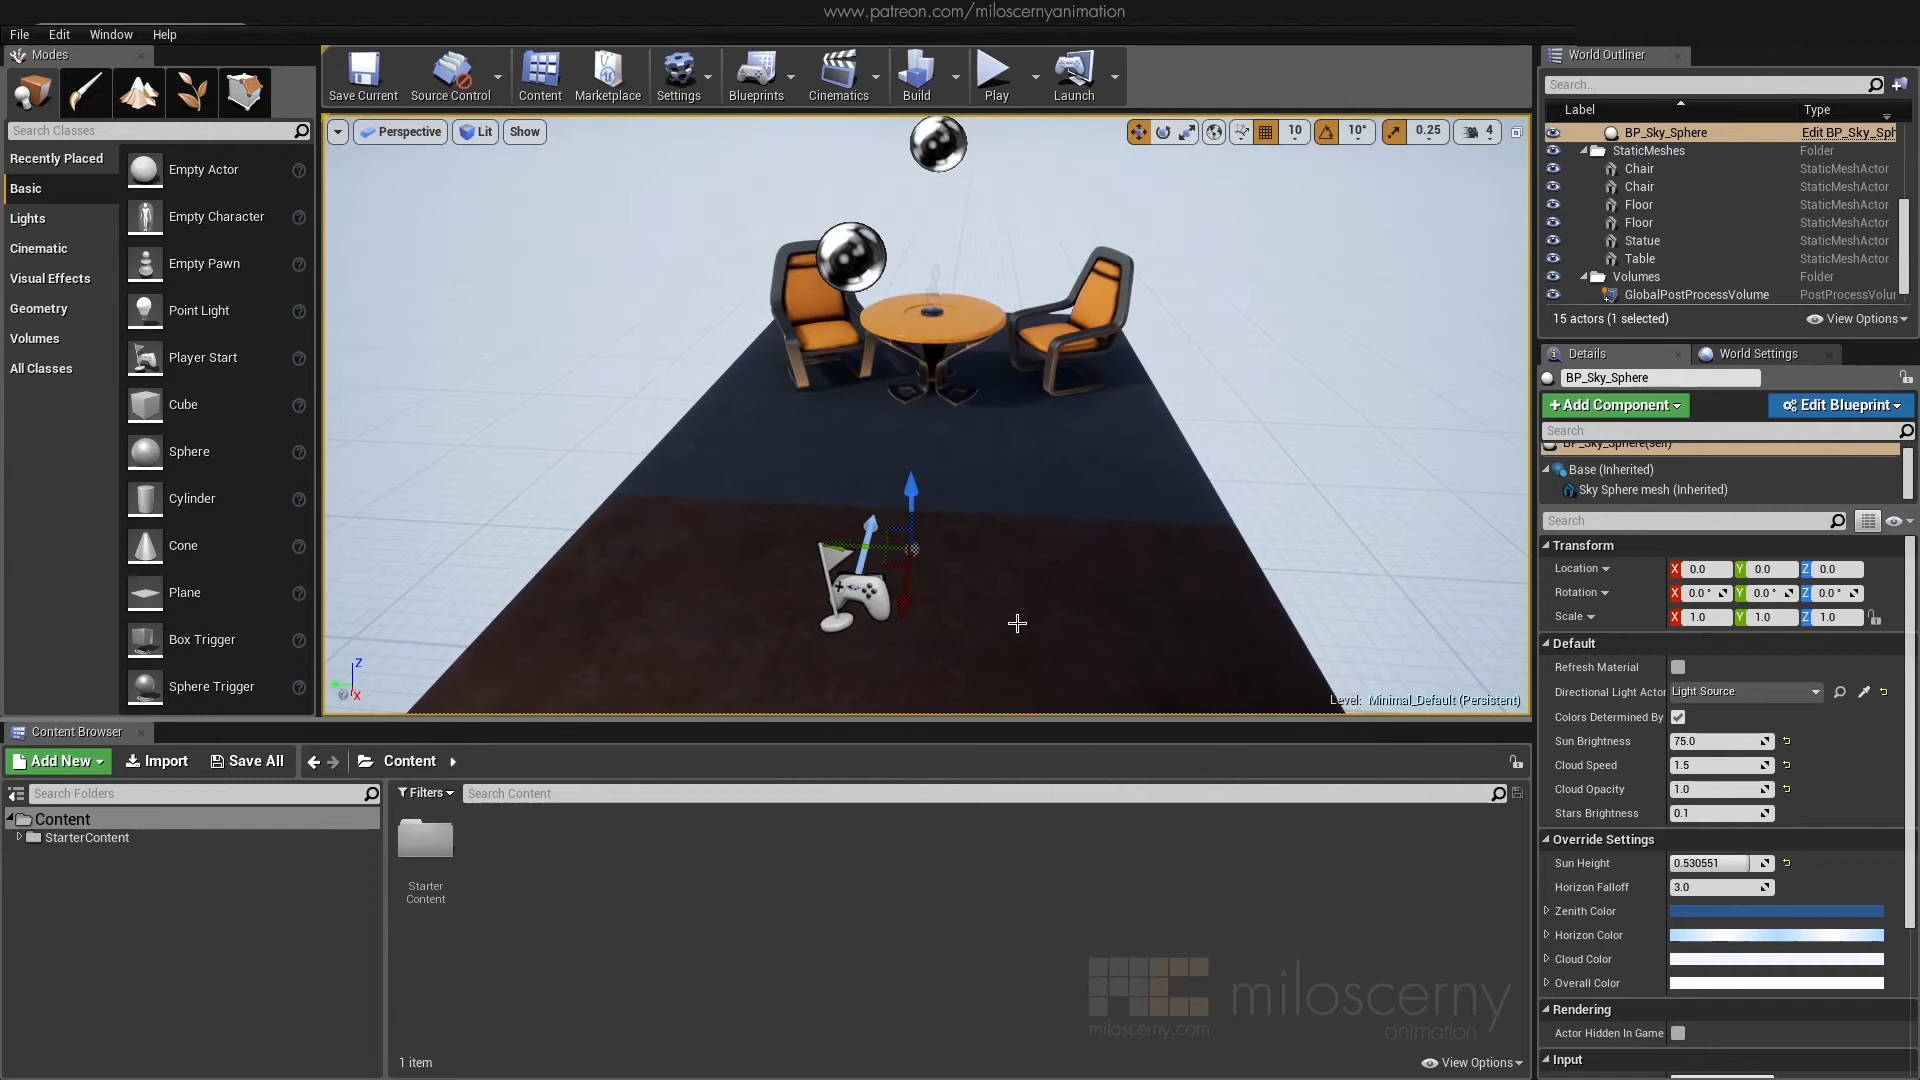 www.patreon.com/miloscernyanimation
File Edit Window Help
Modes
Save Current
Source Control
Content
Marketplace
Settings
Blueprints
Cinematics
Build
Play
Launch
Search Classes
Recently Placed
Basic
Lights
Cinematic
Visual Effects
Geometry
Volumes
All Classes
Empty Actor
Empty Character
Empty Pawn
Point Light
Player Start
Cube
Sphere
Cylinder
Cone
Plane
Box Trigger
Sphere Trigger
Perspective Lit Show
10 10° 0.25 4
Z
X
Level: Minimal_Default (Persistent)
World Outliner
Search...
Label Type
BP_Sky_Sphere Edit BP_Sky_Sph
StaticMeshes Folder
Chair StaticMeshActor
Chair StaticMeshActor
Floor StaticMeshActor
Floor StaticMeshActor
Statue StaticMeshActor
Table StaticMeshActor
Volumes Folder
GlobalPostProcessVolume PostProcessVolur
15 actors (1 selected) View Options
Details World Settings
BP_Sky_Sphere
+Add Component Edit Blueprint
Search
BP_Sky_Sphere(self)
Base (Inherited)
Sky Sphere mesh (Inherited)
Search
Transform
Location X 0.0 Y 0.0 Z 0.0
Rotation X 0.0 ° Y 0.0 ° Z 0.0 °
Scale X 1.0 Y 1.0 Z 1.0
Default
Refresh Material
Directional Light Actor Light Source
Colors Determined By
Sun Brightness 75.0
Cloud Speed 1.5
Cloud Opacity 1.0
Stars Brightness 0.1
Override Settings
Sun Height 0.530551
Horizon Falloff 3.0
Zenith Color
Horizon Color
Cloud Color
Overall Color
Rendering
Actor Hidden In Game
Input
Content Browser
Add New Import Save All Content
Search Folders
Content
StarterContent
Filters Search Content
Starter
Content
1 item
View Options
miloscerny
animation
miloscerny.com